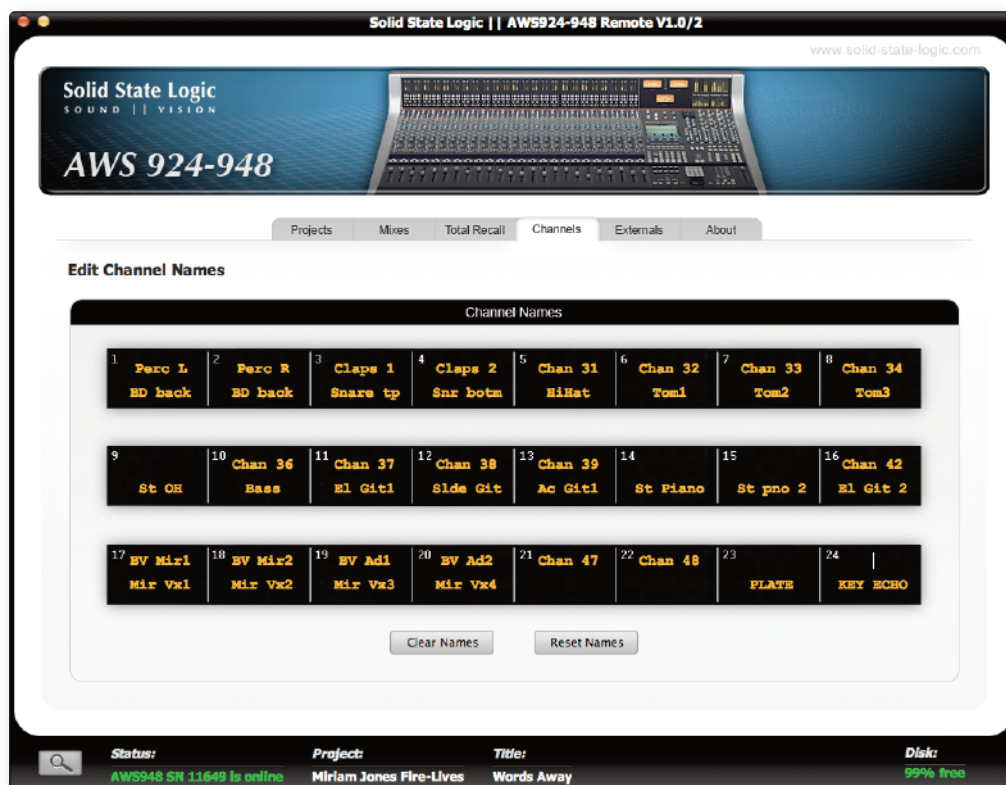 Solid State Logic || AWS924-948 Remote V1.0/2
www.solid-state-logic.com
Solid State Logic
SOUND || VISION
AWS 924-948
Projects Mixes Total Recall Channels Externals About
Edit Channel Names
Channel Names
1 2 3 4 5 6 7 8
Perc L Perc R Claps 1 Claps 2 Chan 31 Chan 32 Chan 33 Chan 34
BD back BD back Snare tp Snr botm HiHat Tom1 Tom2 Tom3
9 10 11 12 13 14 15 16
Chan 36 Chan 37 Chan 38 Chan 39 Chan 42
St OH Bass El Git1 Slde Git Ac Git1 St Piano St pno 2 El Git 2
17 18 19 20 21 22 23 24
BV Mir1 BV Mir2 BV Ad1 BV Ad2 Chan 47 Chan 48
Mir Vx1 Mir Vx2 Mir Vx3 Mir Vx4 PLATE KEY ECHO
Clear Names Reset Names
Status: Project: Title: Disk:
AWS948 SN 11649 is online Miriam Jones Fire-Lives Words Away 99% free